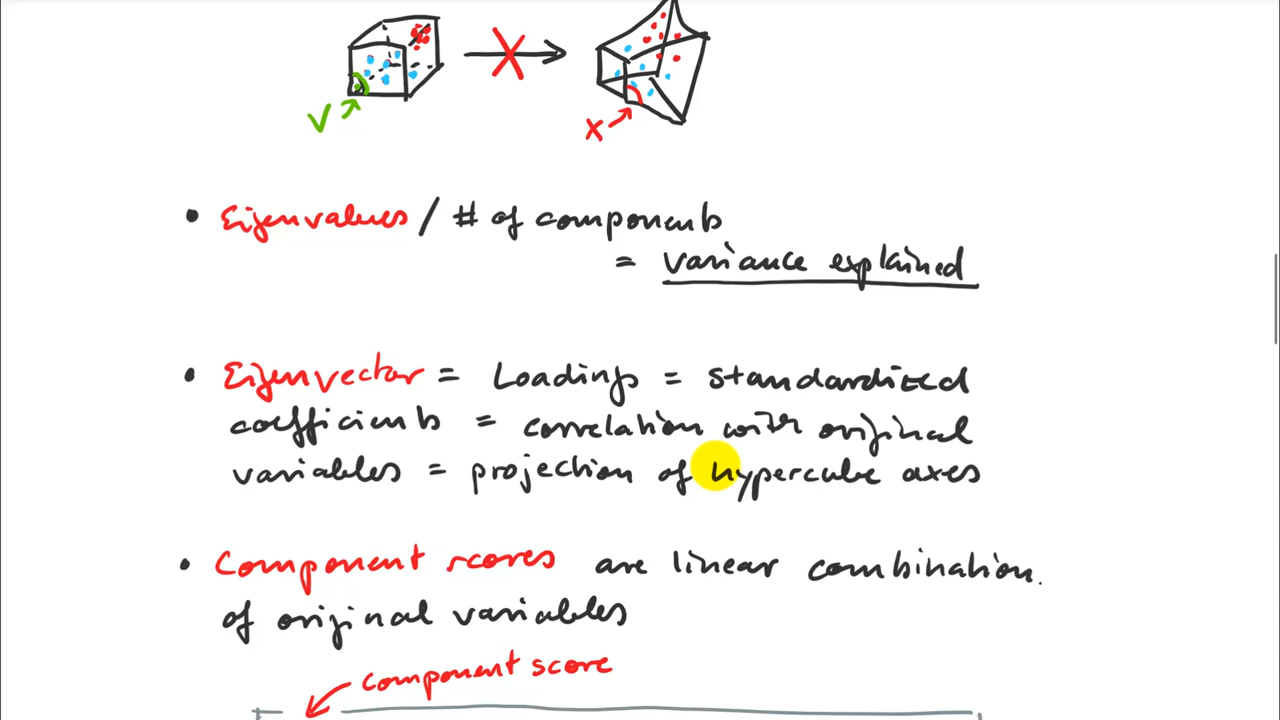 V
x
• Eigenvalues / # of components
= variance explained
• Eigenvector = Loadings = standardized
coefficients = correlation with original
variables = projection of hypercube axes
• Component scores are linear combination
of original variables
component score